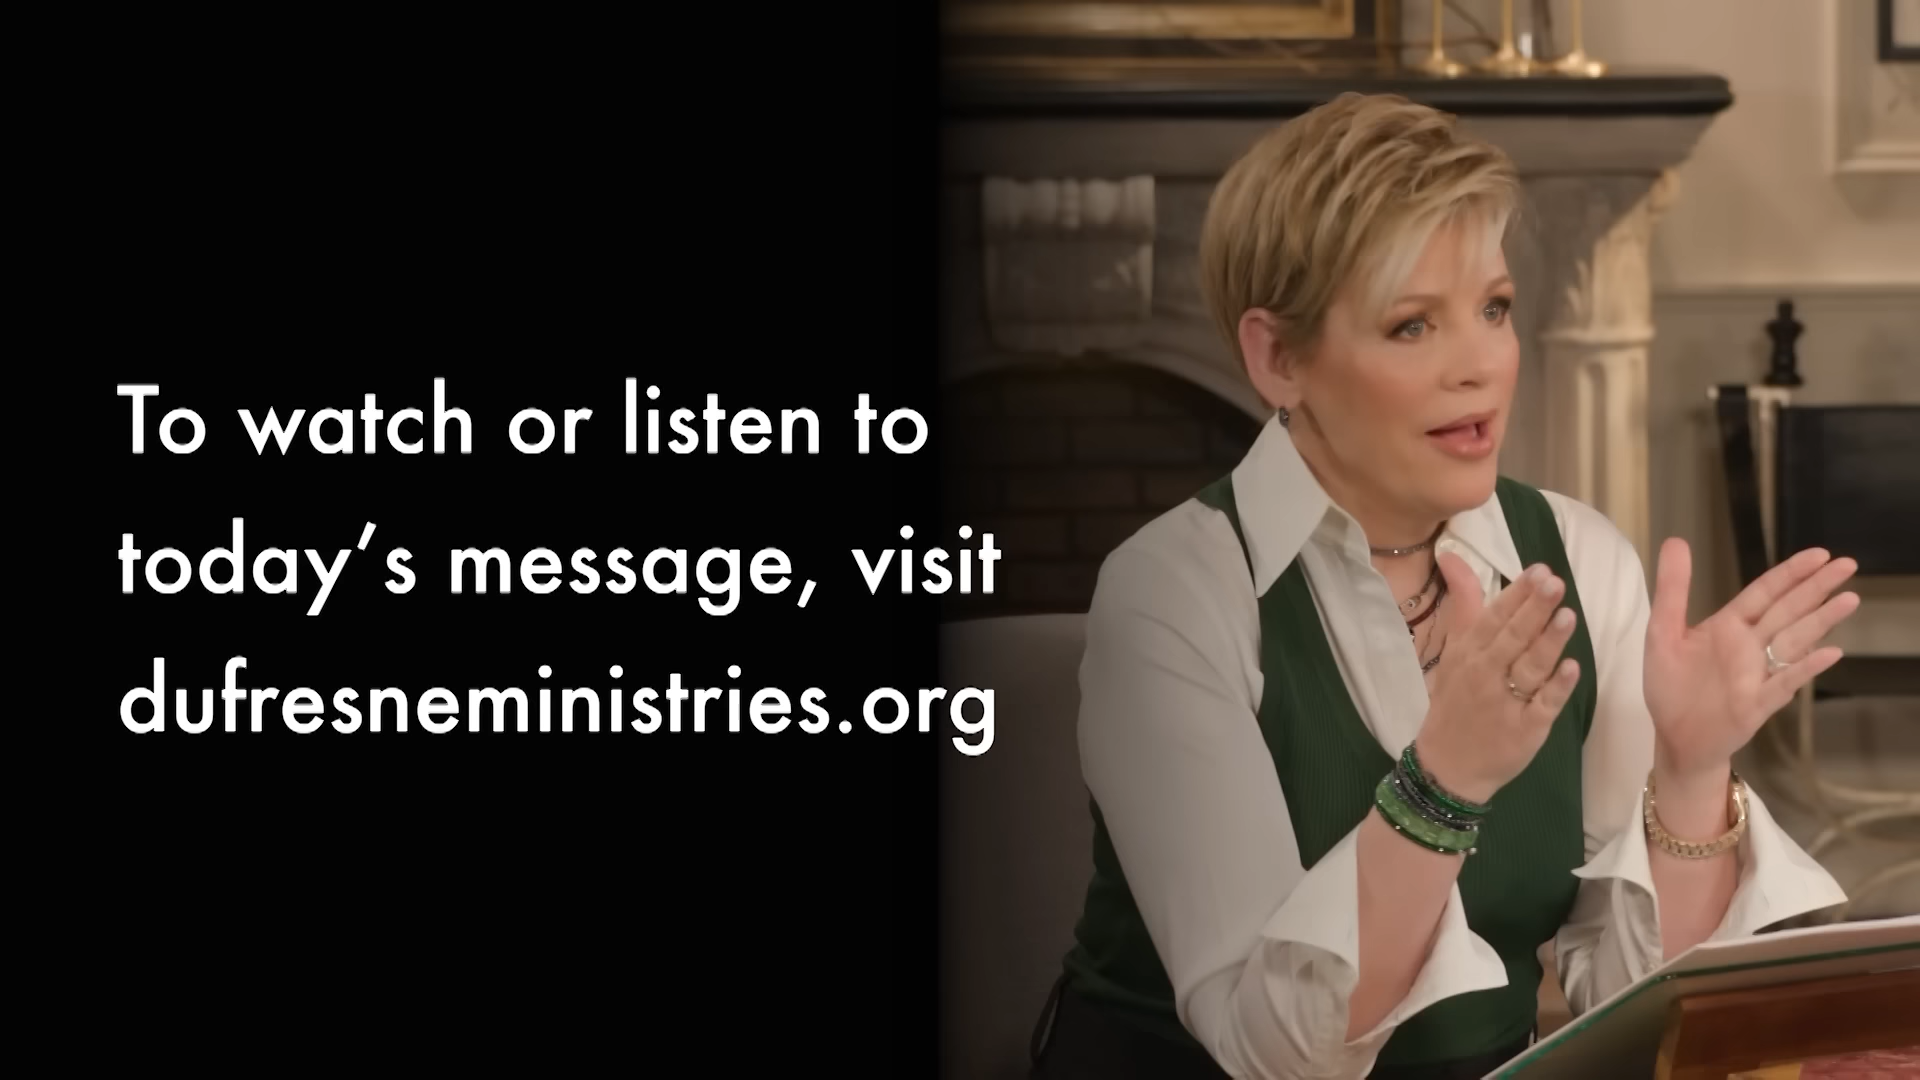 To watch or listen to
today’s message, visit
dufresneministries.org